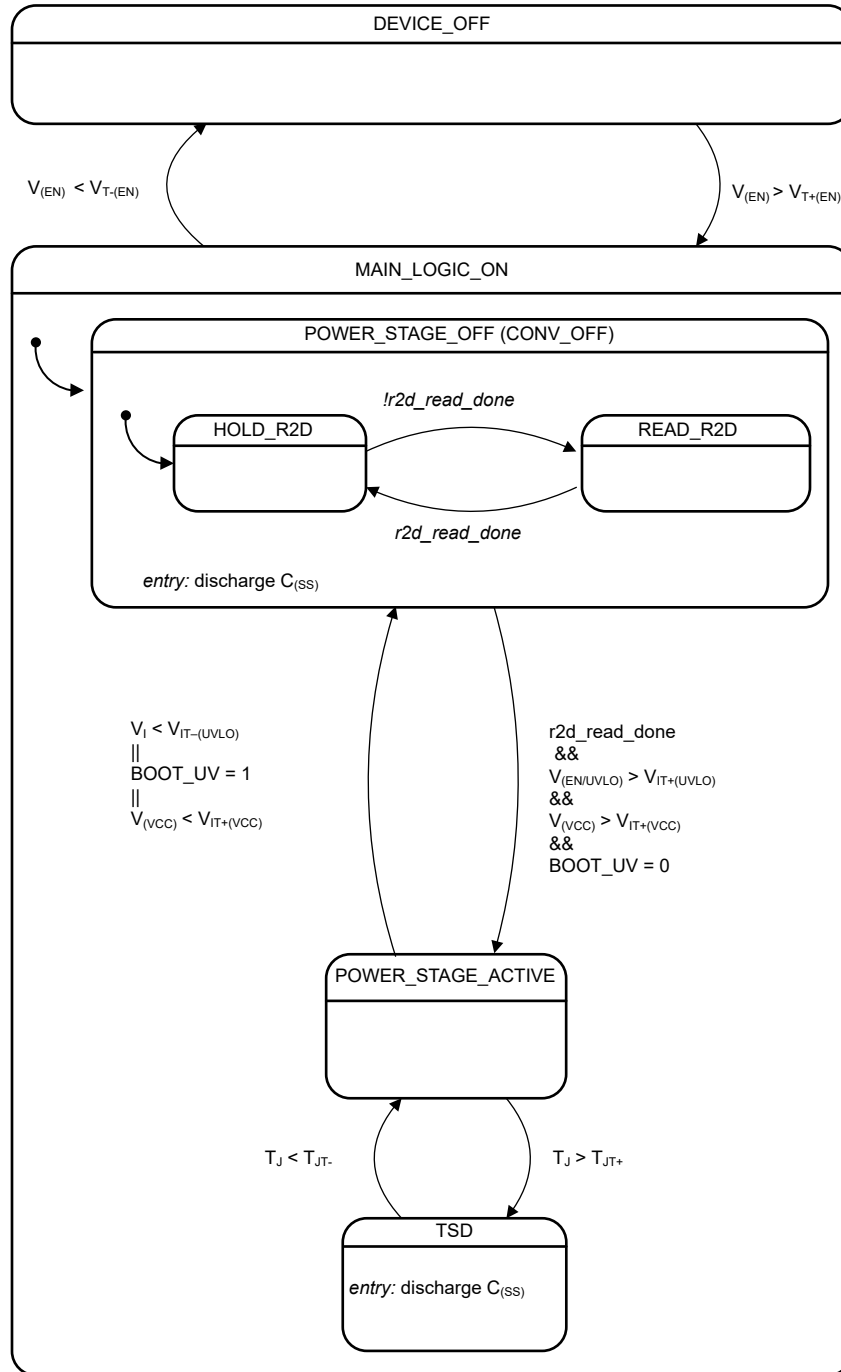 DEVICE_OFF
V(EN) < VT-(EN)
V(EN) > VT+(EN)
MAIN_LOGIC_ON
POWER_STAGE_OFF (CONV_OFF)
!r2d_read_done
HOLD_R2D
READ_R2D
r2d_read_done
entry: discharge C(SS)
VI < VIT–(UVLO)
||
BOOT_UV = 1
||
V(VCC) < VIT+(VCC)
r2d_read_done
&&
V(EN/UVLO) > VIT+(UVLO)
&&
V(VCC) > VIT+(VCC)
&&
BOOT_UV = 0
POWER_STAGE_ACTIVE
TJ < TJT-
TJ > TJT+
TSD
entry: discharge C(SS)